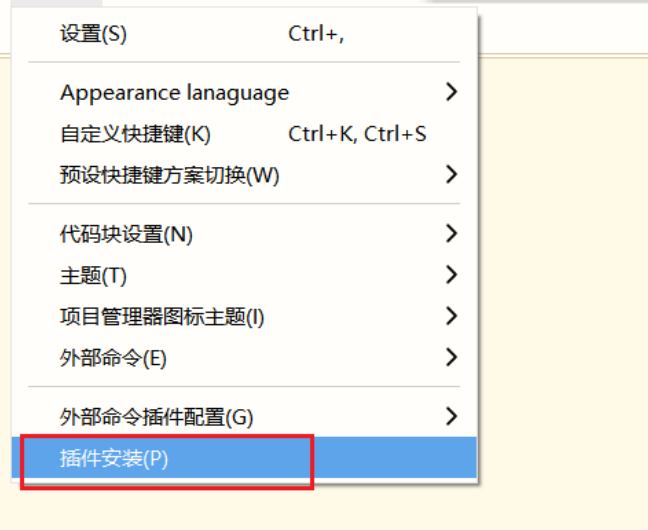 设置(S) Ctrl+,
Appearance lanaguage
自定义快捷键(K) Ctrl+K, Ctrl+S
预设快捷键方案切换(W)
代码块设置(N)
主题(T)
项目管理器图标主题(I)
外部命令(E)
外部命令插件配置(G)
插件安装(P)